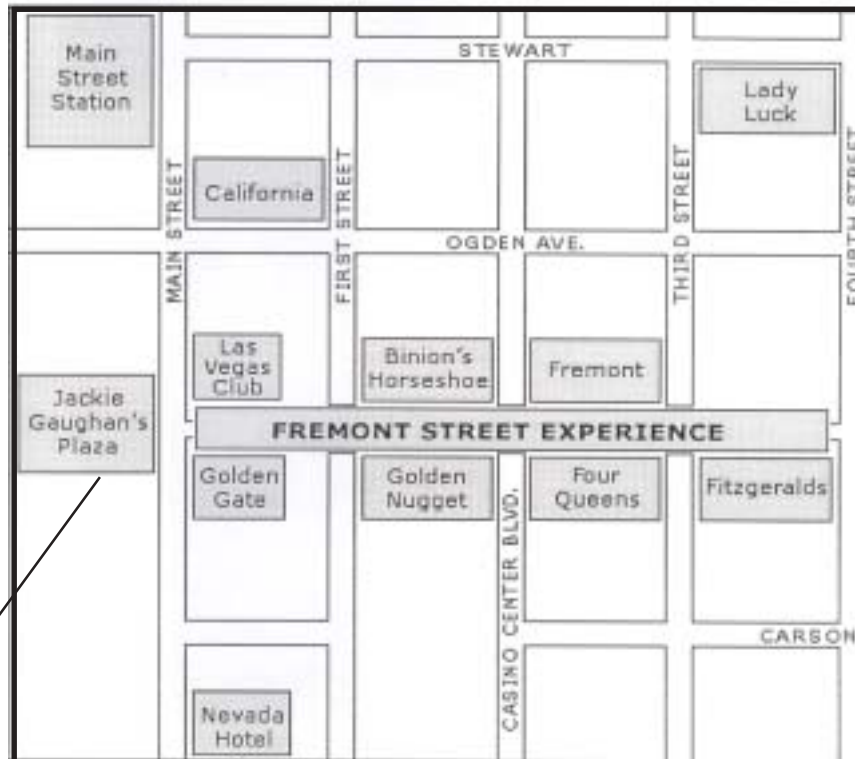 STEWART
Main
Street
Station
Lady
Luck
California
MAIN STREET
FIRST STREET
THIRD STREET
FOURTH STREET
OGDEN AVE.
Las
Vegas
Club
Binion's
Horseshoe
Fremont
Jackie
Gaughan's
Plaza
FREMONT STREET EXPERIENCE
Golden
Gate
Golden
Nugget
Four
Queens
Fitzgeralds
CASINO CENTER BLVD.
CARSON
Nevada
Hotel